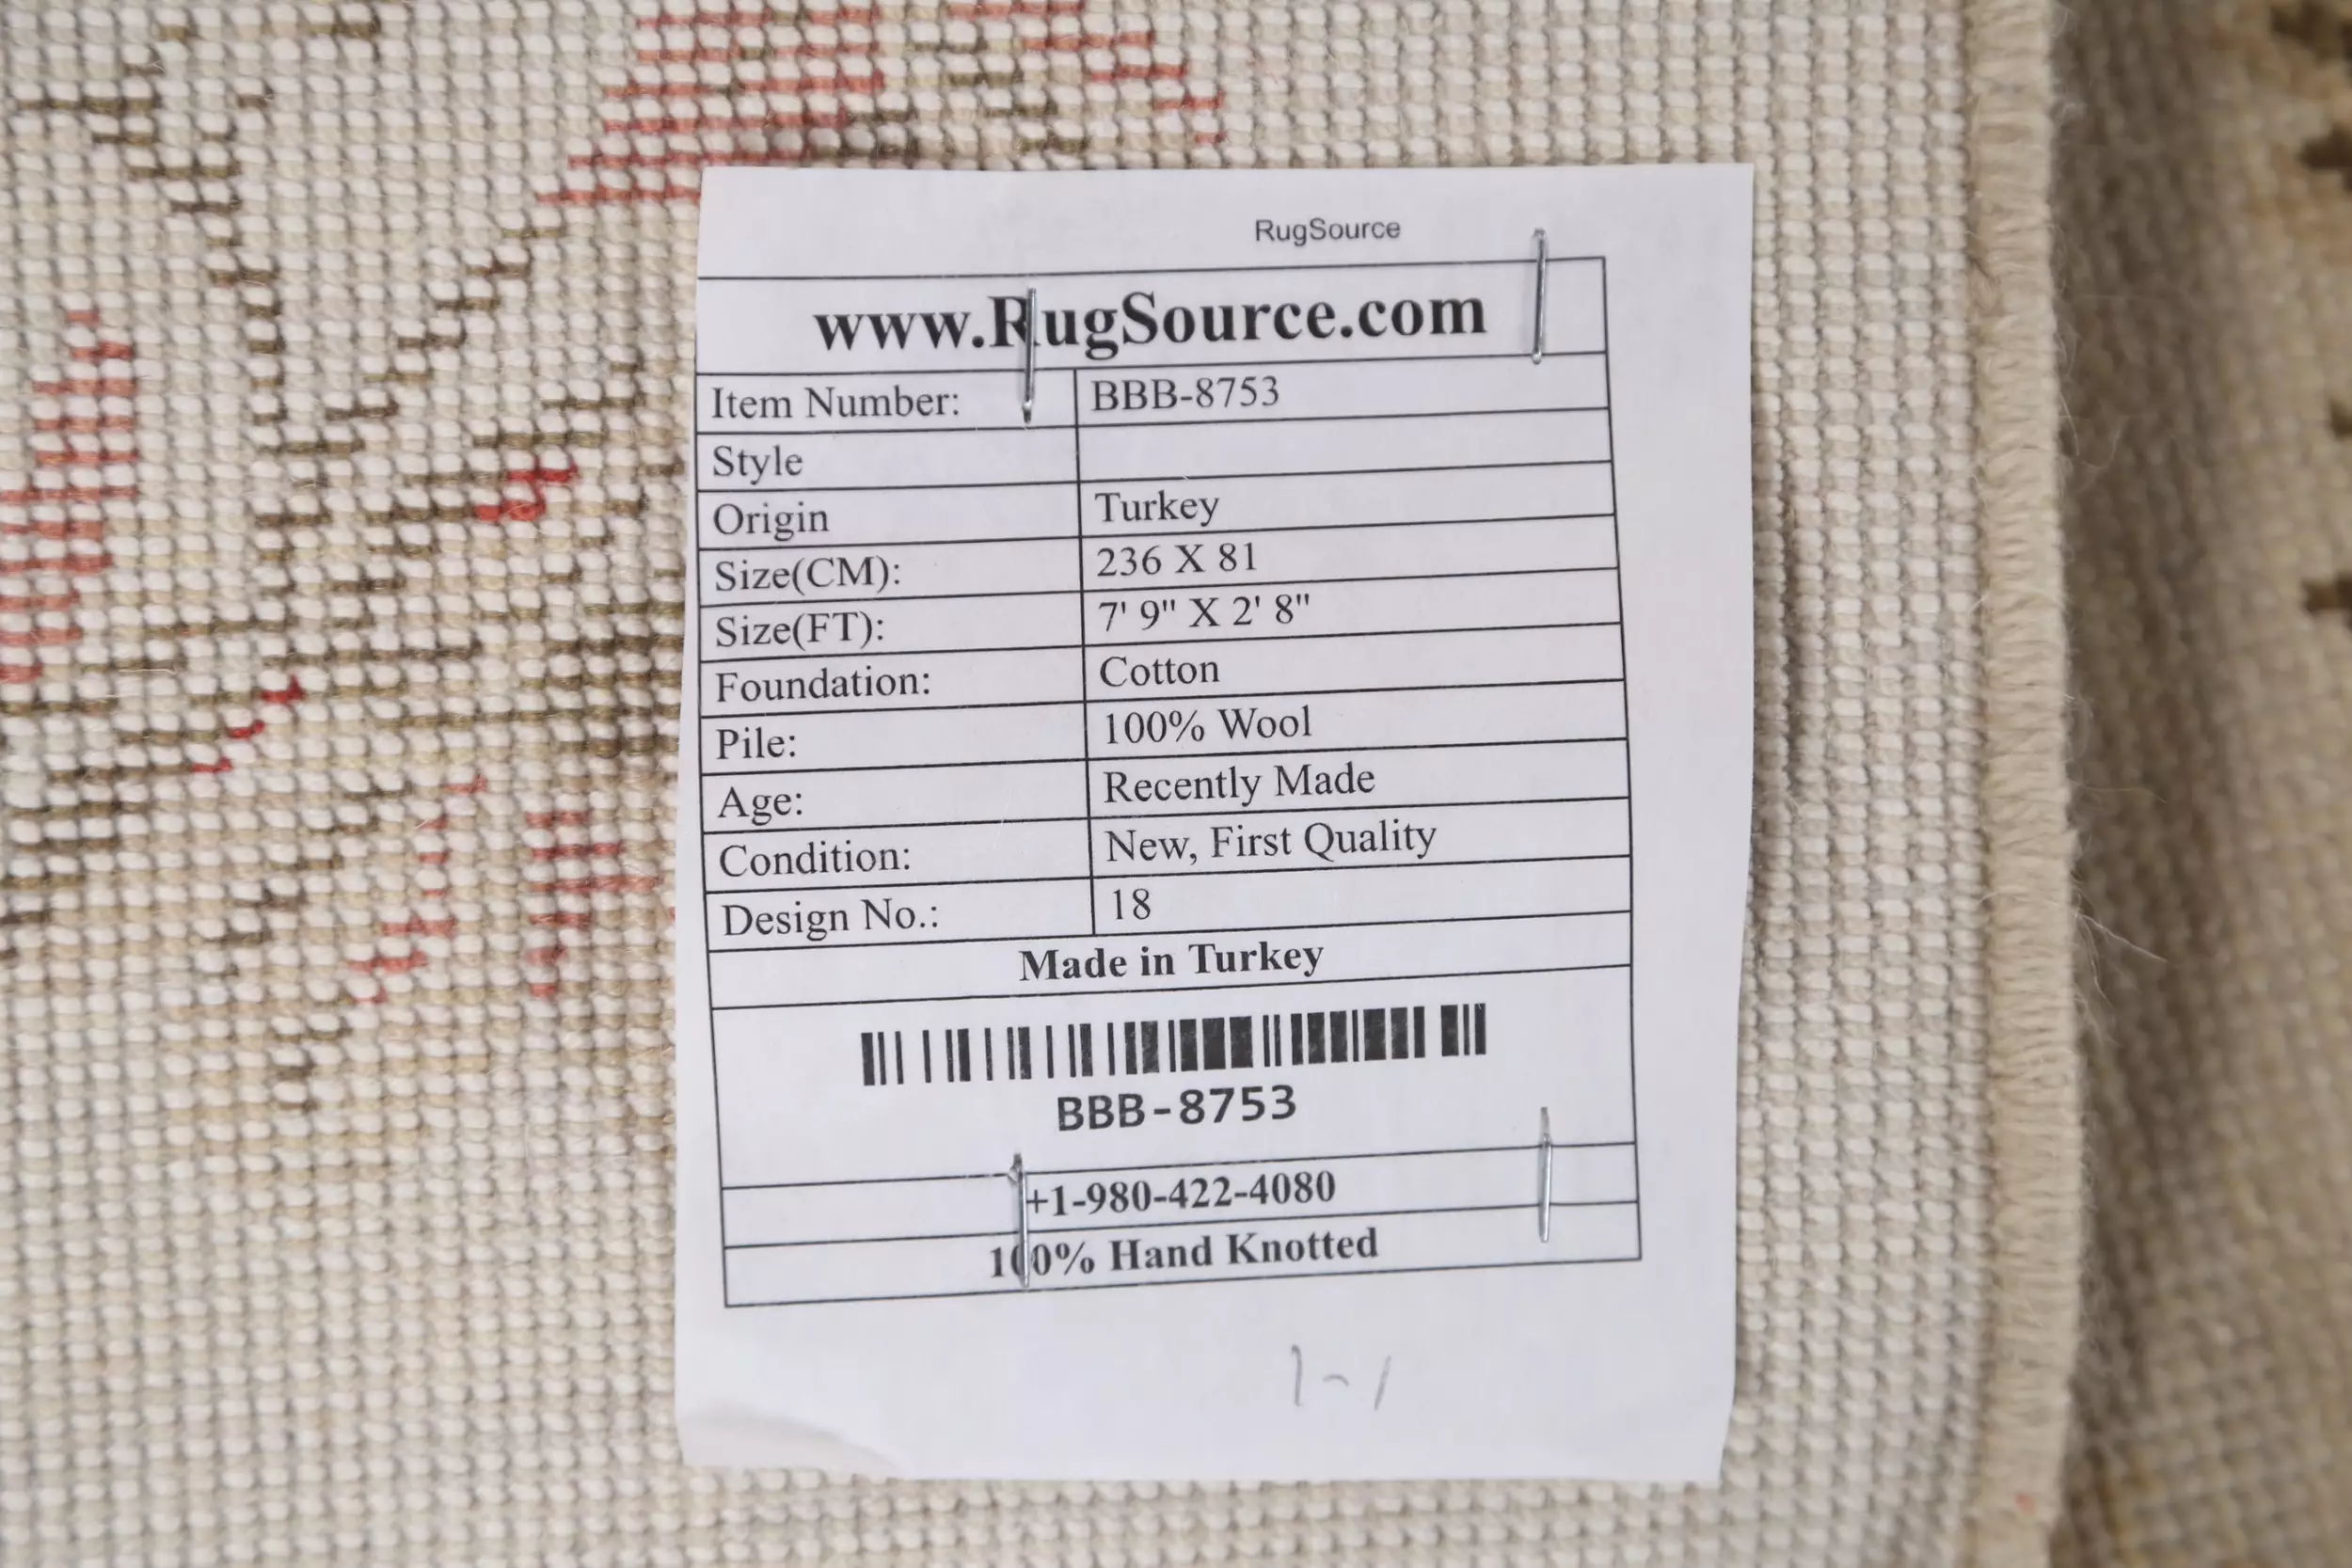 RugSource
www.RugSource.com
Item Number: BBB-8753
Style
Origin Turkey
Size(CM): 236 X 81
Size(FT): 7' 9" X 2' 8"
Foundation: Cotton
Pile: 100% Wool
Age: Recently Made
Condition: New, First Quality
Design No.: 18
Made in Turkey
BBB-8753
+1-980-422-4080
100% Hand Knotted
1-1